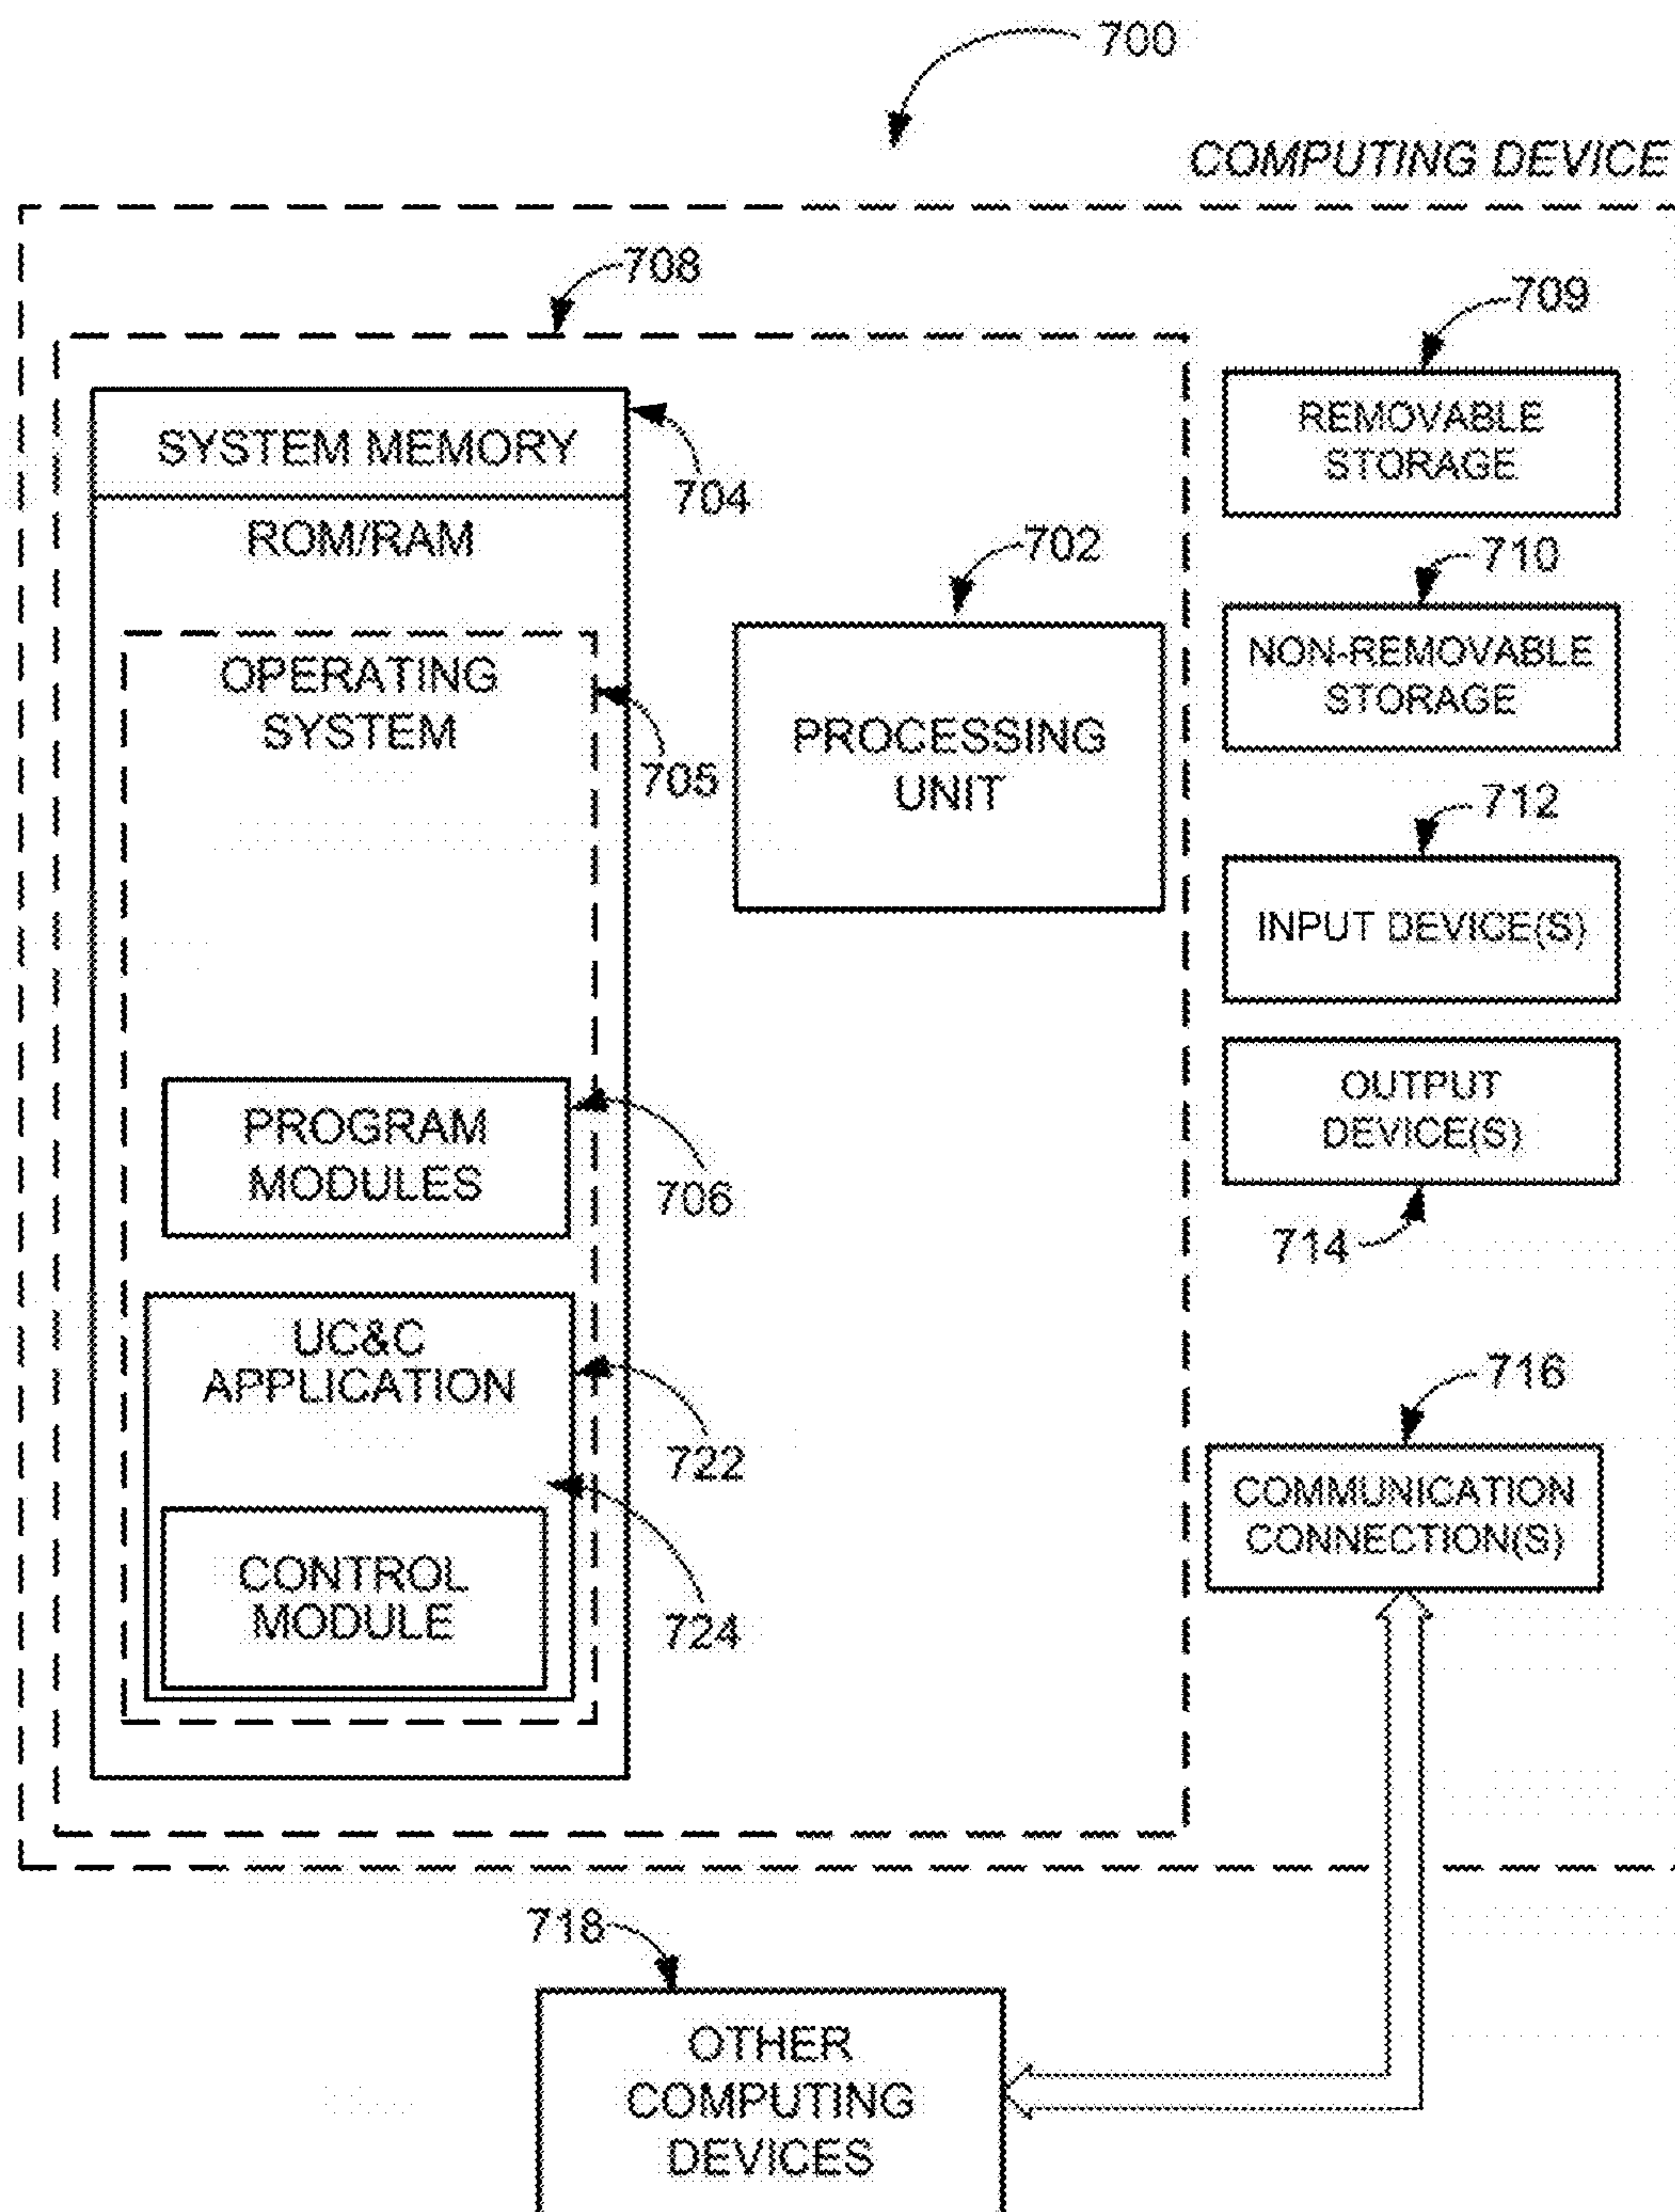 700
COMPUTING DEVICE
708
709
SYSTEM MEMORY
704
ROM/RAM
REMOVABLE
STORAGE
702
710
OPERATING
SYSTEM
705
PROCESSING
UNIT
NON-REMOVABLE
STORAGE
712
INPUT DEVICE(S)
PROGRAM
MODULES
706
OUTPUT
DEVICE(S)
714
UC&C
APPLICATION
722
716
CONTROL
MODULE
724
COMMUNICATION
CONNECTION(S)
718
OTHER
COMPUTING
DEVICES